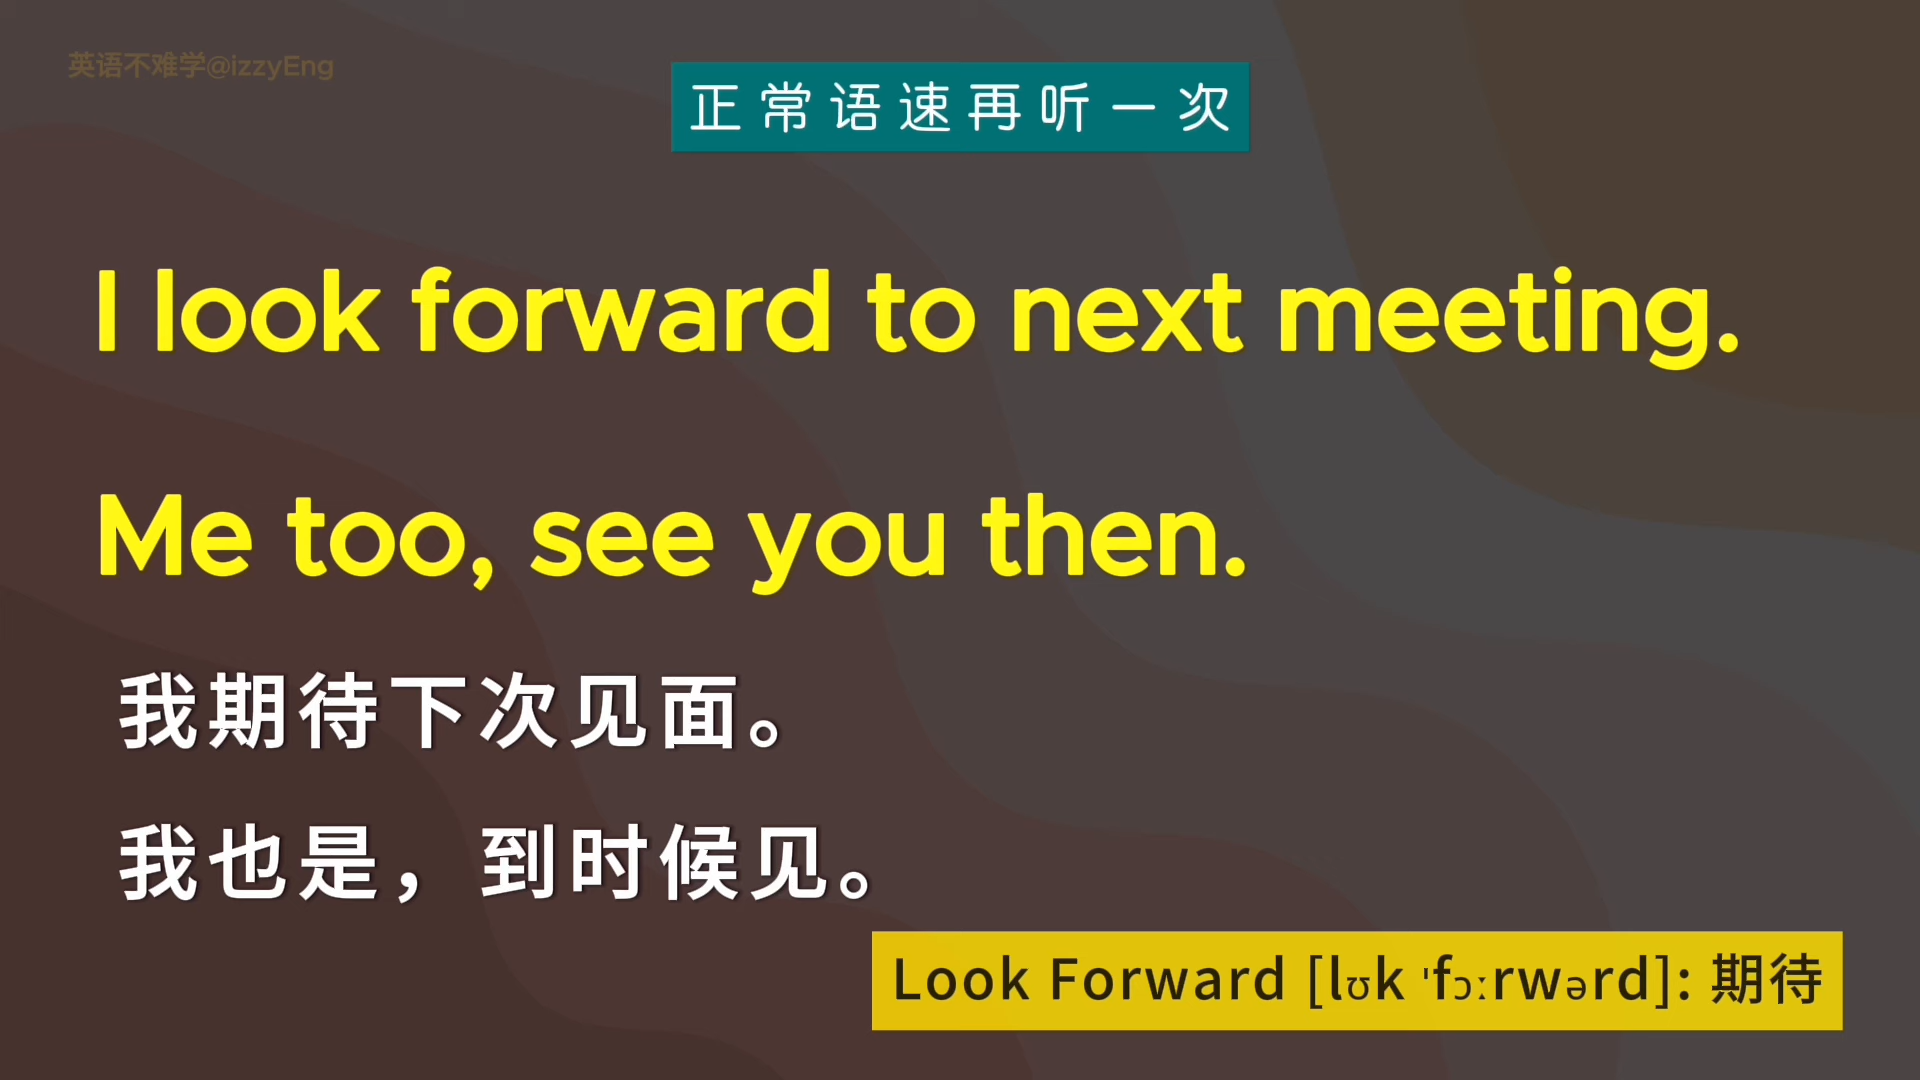 英语不难学@izzyEng
正常语速再听一次
I look forward to next meeting.
Me too, see you then.
我期待下次见面。
我也是，到时候见。
Look Forward [lʊk ˈfɔːrwərd]: 期待